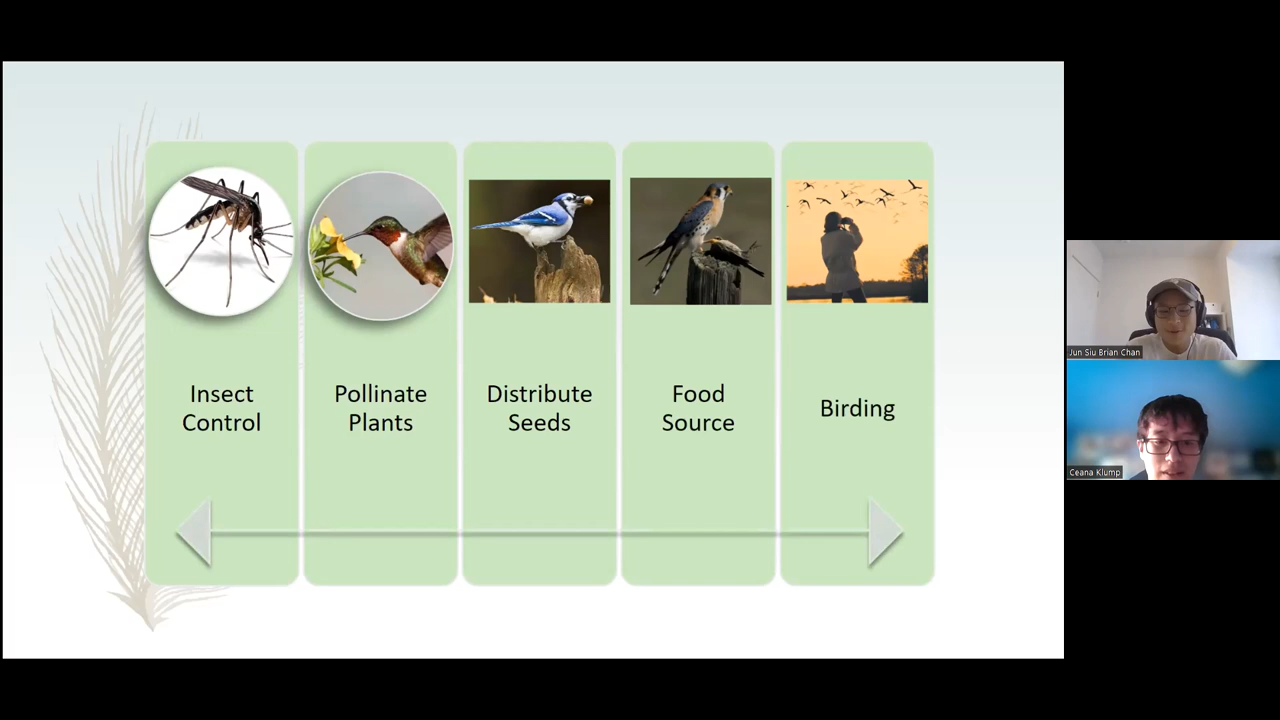 Insect
Control
Pollinate
Plants
Distribute
Seeds
Food
Source
Birding
Jun Siu Brian Chan
Ceana Klump